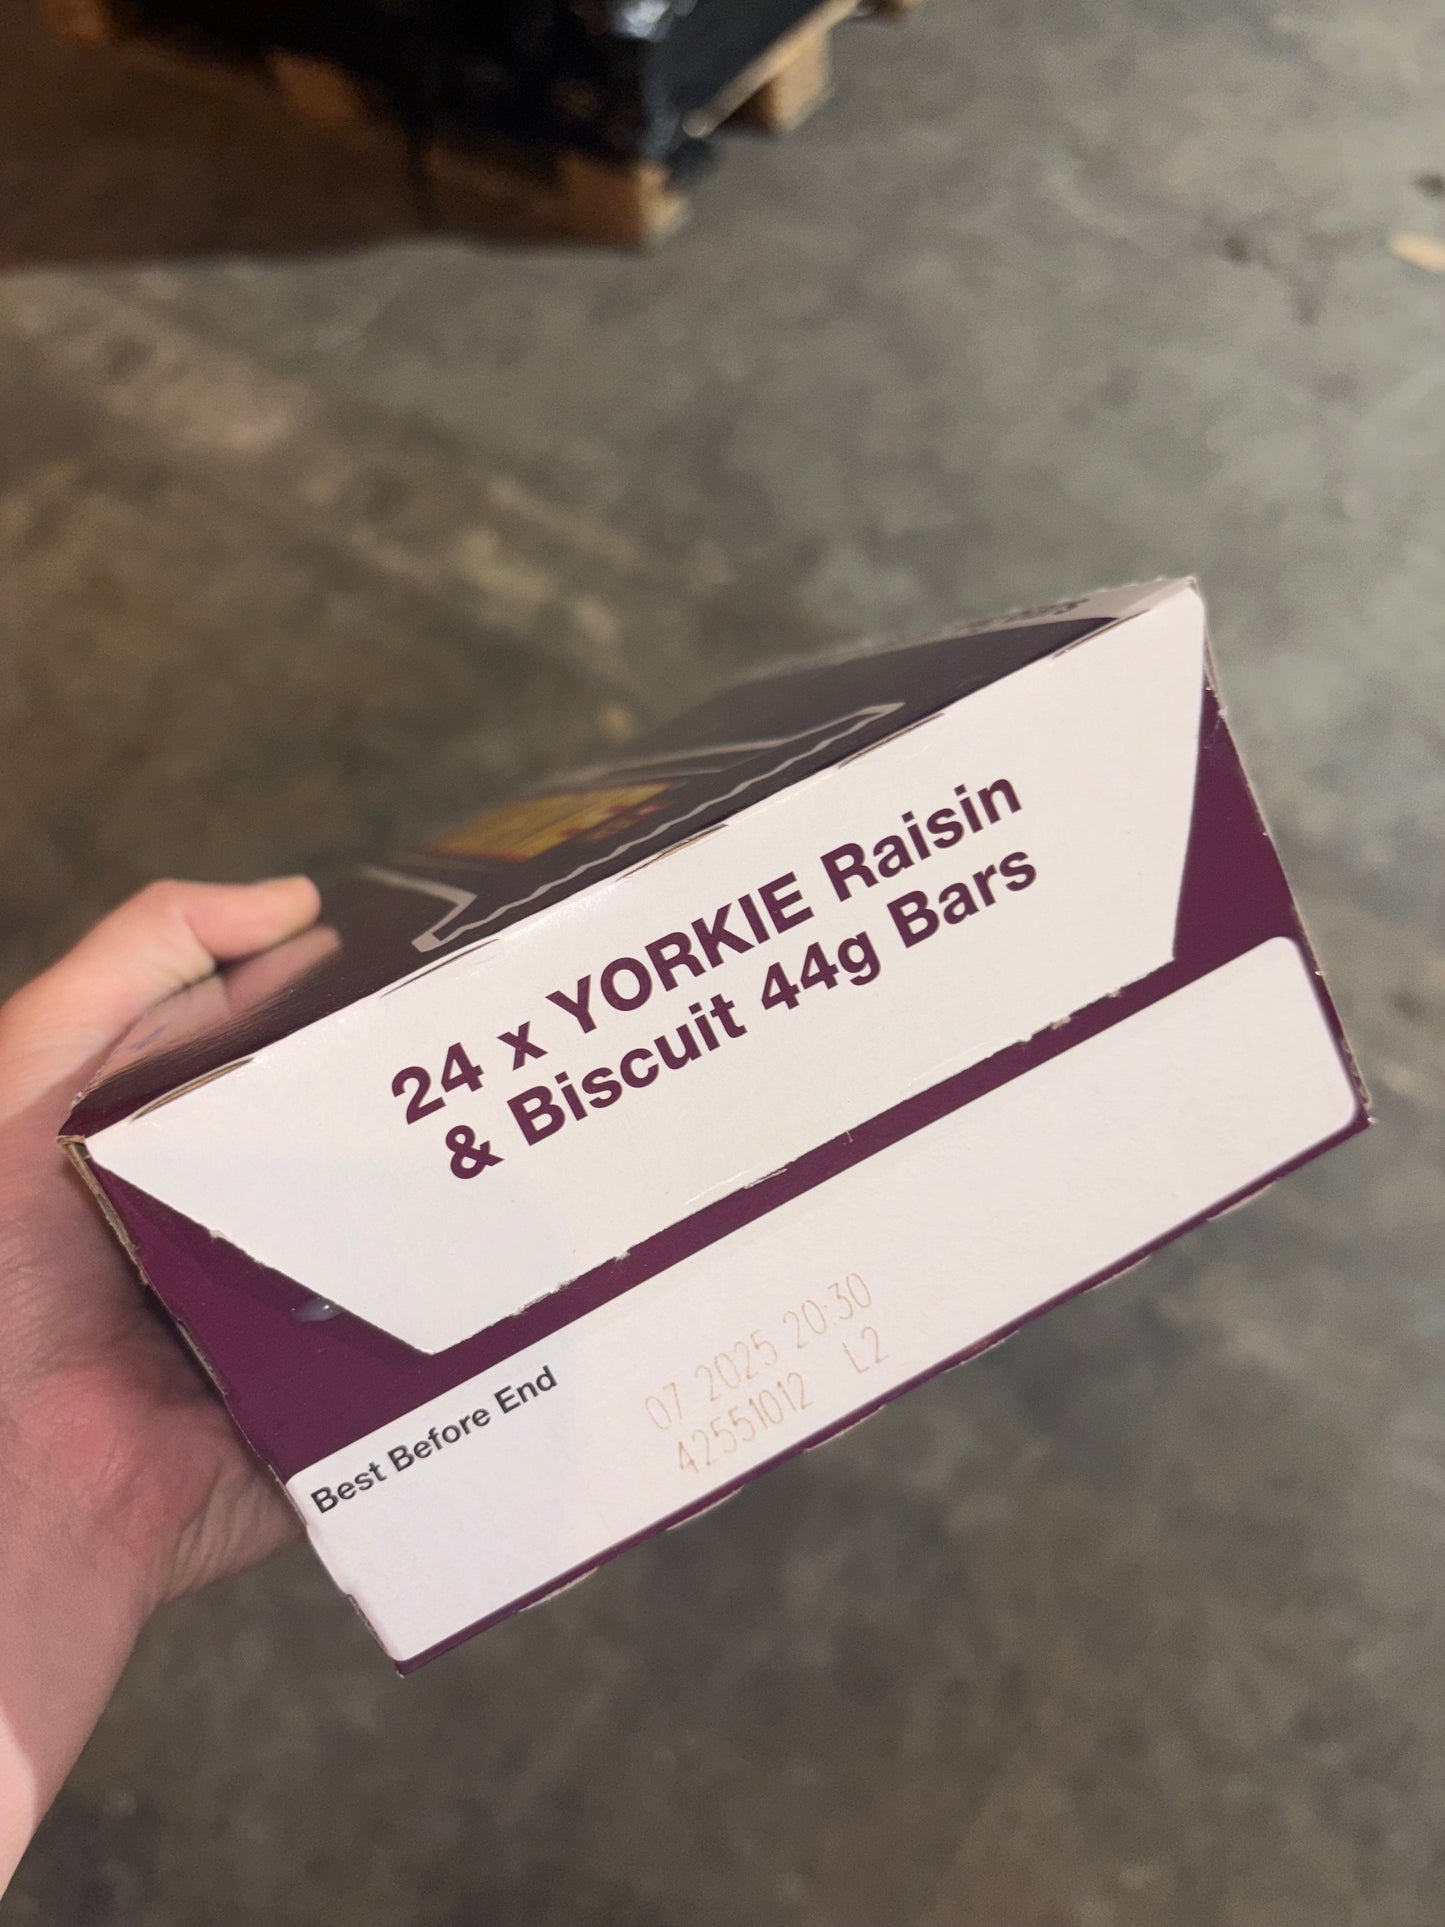 24 x YORKIE Raisin
& Biscuit 44g Bars
Best Before End
07 2025 20:30
42551012 L2